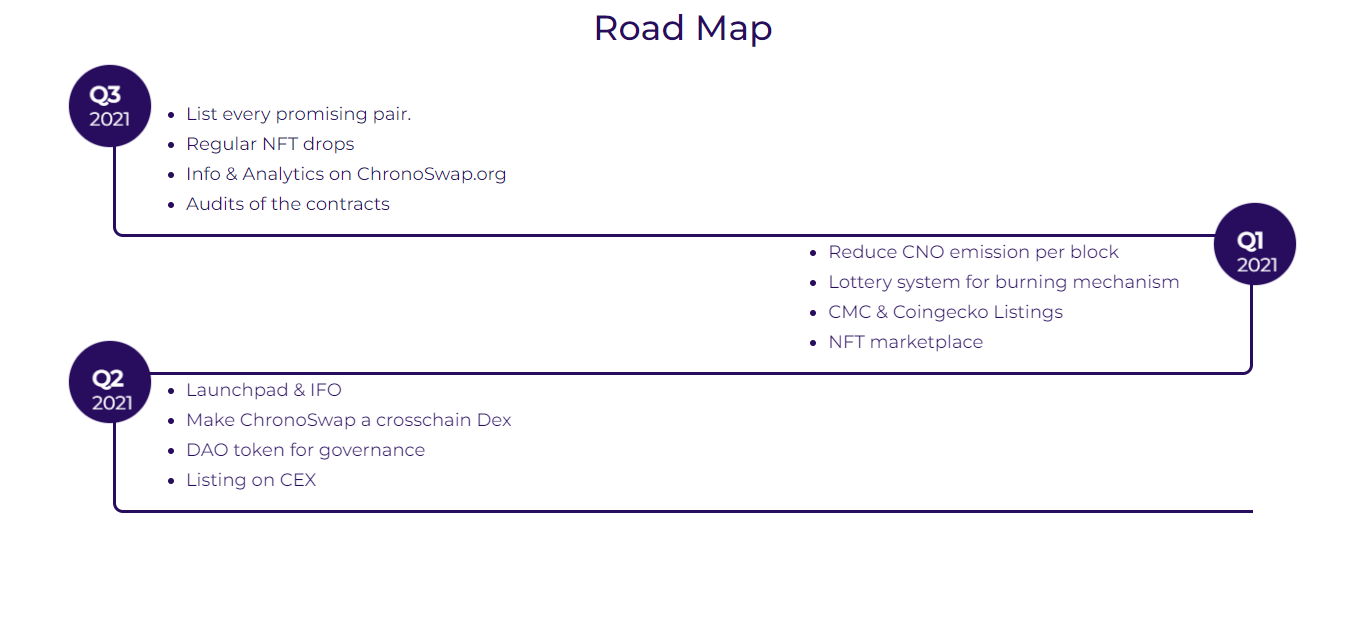 Road Map
Q3
2021
List every promising pair.
Regular NFT drops
Info & Analytics on ChronoSwap.org
Audits of the contracts
Q1
2021
Reduce CNO emission per block
Lottery system for burning mechanism
CMC & Coingecko Listings
NFT marketplace
Q2
2021
Launchpad & IFO
Make ChronoSwap a crosschain Dex
DAO token for governance
Listing on CEX